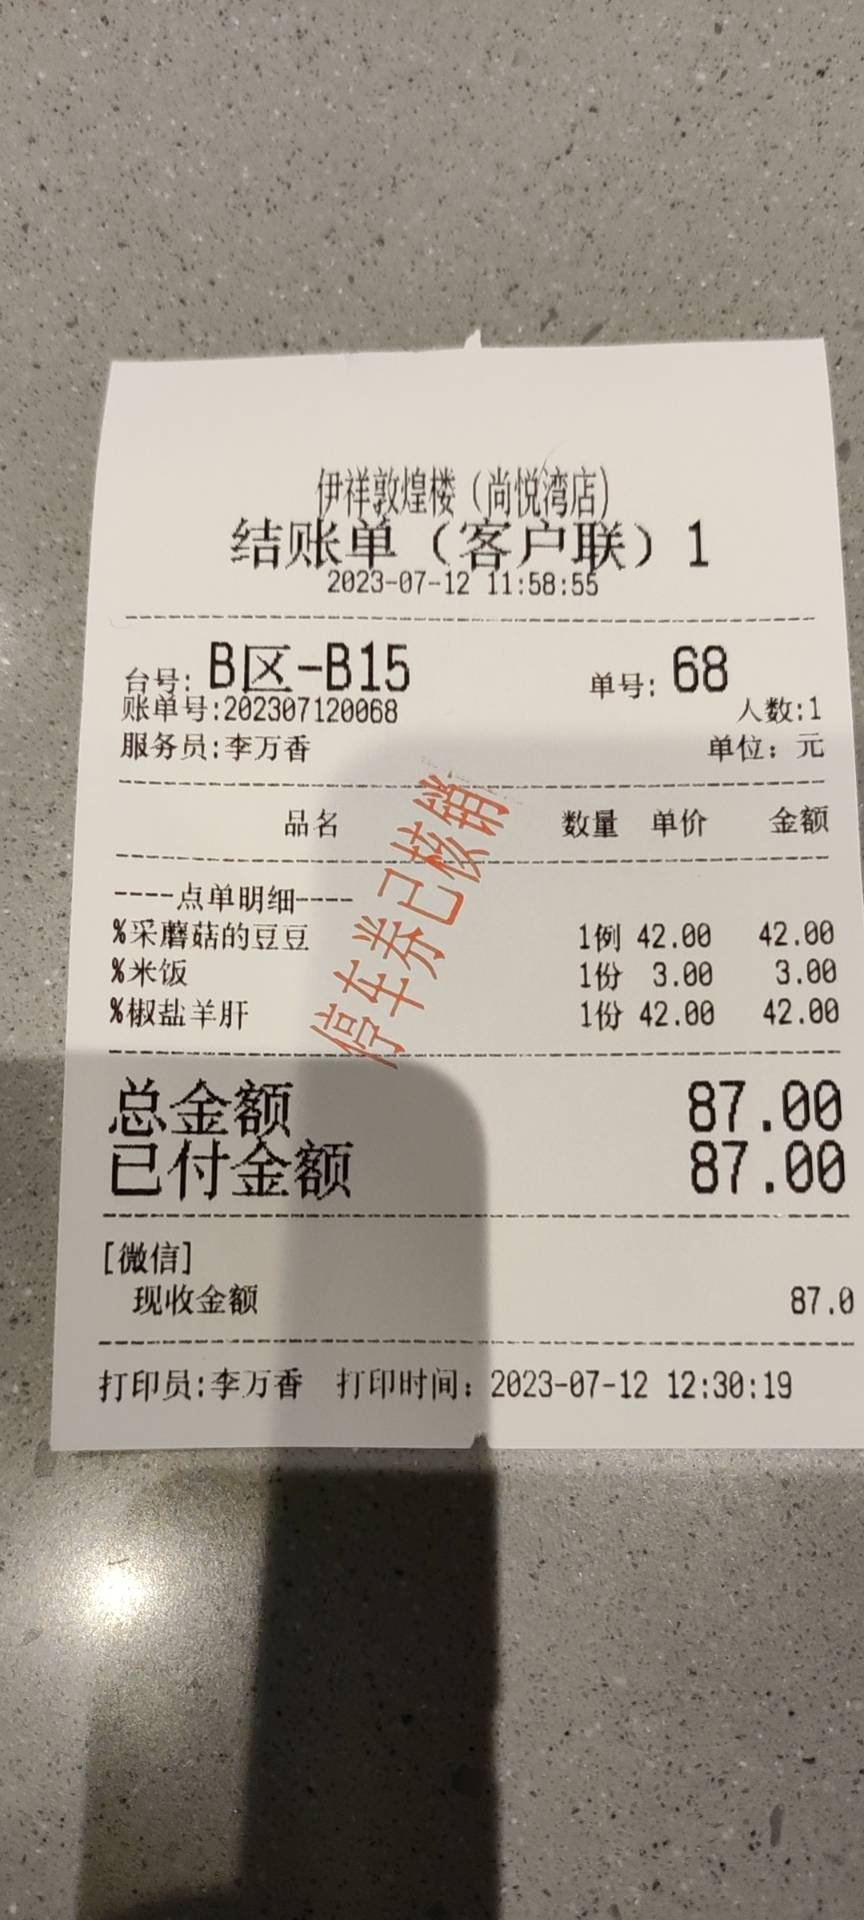 伊祥敦煌楼（尚悦湾店）
结账单（客户联）1
2023-07-12 11:58:55
台号: B区-B15 单号: 68
账单号:202307120068 人数:1
服务员:李万香 单位：元
品名 数量 单价 金额
----点单明细----
%采蘑菇的豆豆 1例 42.00 42.00
%米饭 1份 3.00 3.00
%椒盐羊肝 1份 42.00 42.00
停车券已核销
总金额 87.00
已付金额 87.00
[微信]
现收金额 87.0
打印员:李万香 打印时间：2023-07-12 12:30:19